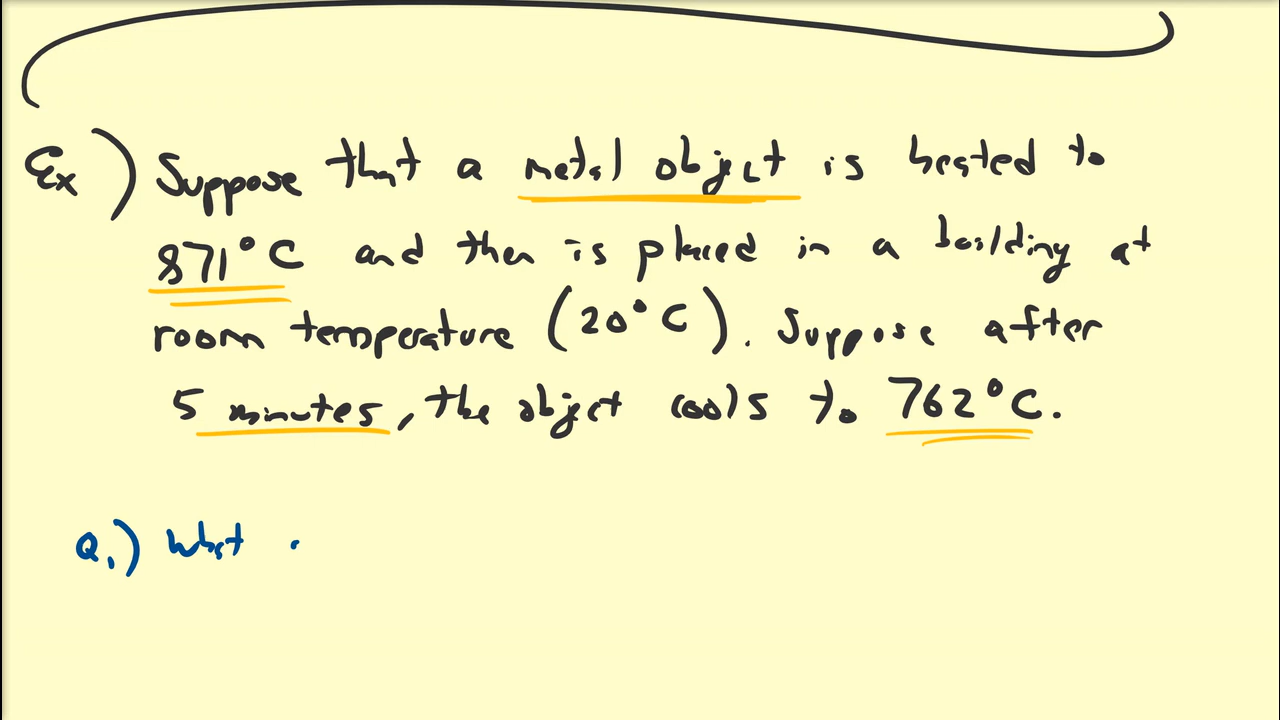 Ex) Suppose that a metal object is heated to
871°C and then is placed in a building at
room temperature (20°C). Suppose after
5 minutes, the object cools to 762°C.
Q1) What